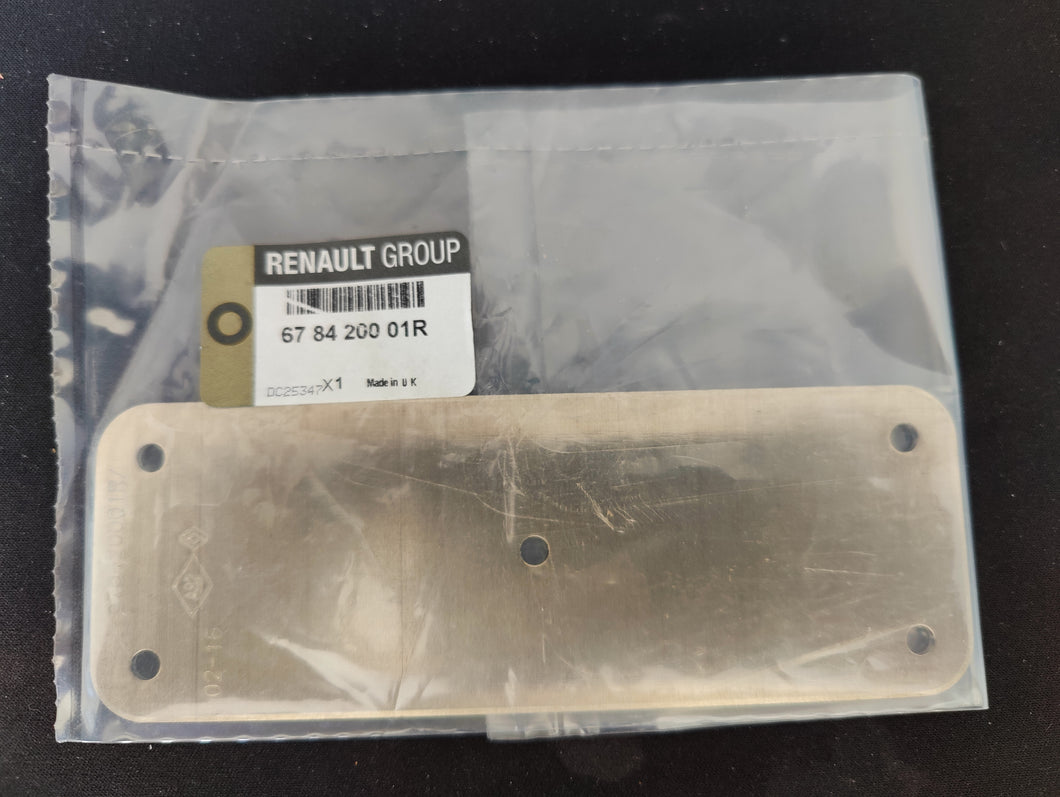 RENAULT GROUP
67 84 200 01R
DC25347 X1 Made in U K
02-16